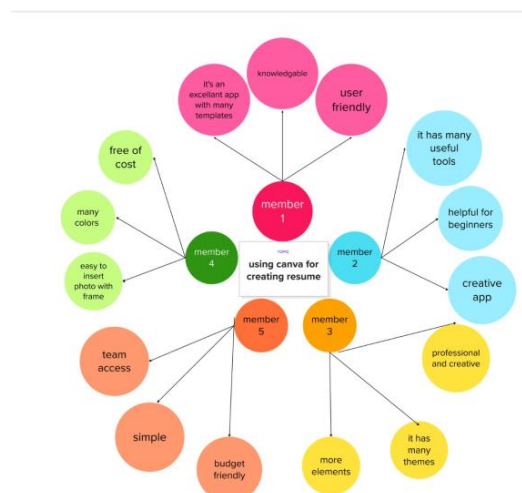 It's an
excellant app
with many
templates
knowledgable
user
friendly
member
1
free of
cost
many
colors
easy to
insert
photo with
frame
member
4
TOPIC
using canva for
creating resume
member
2
it has many
useful
tools
helpful for
beginners
creative
app
member
5
member
3
team
access
simple
budget
friendly
professional
and creative
it has
many
themes
more
elements